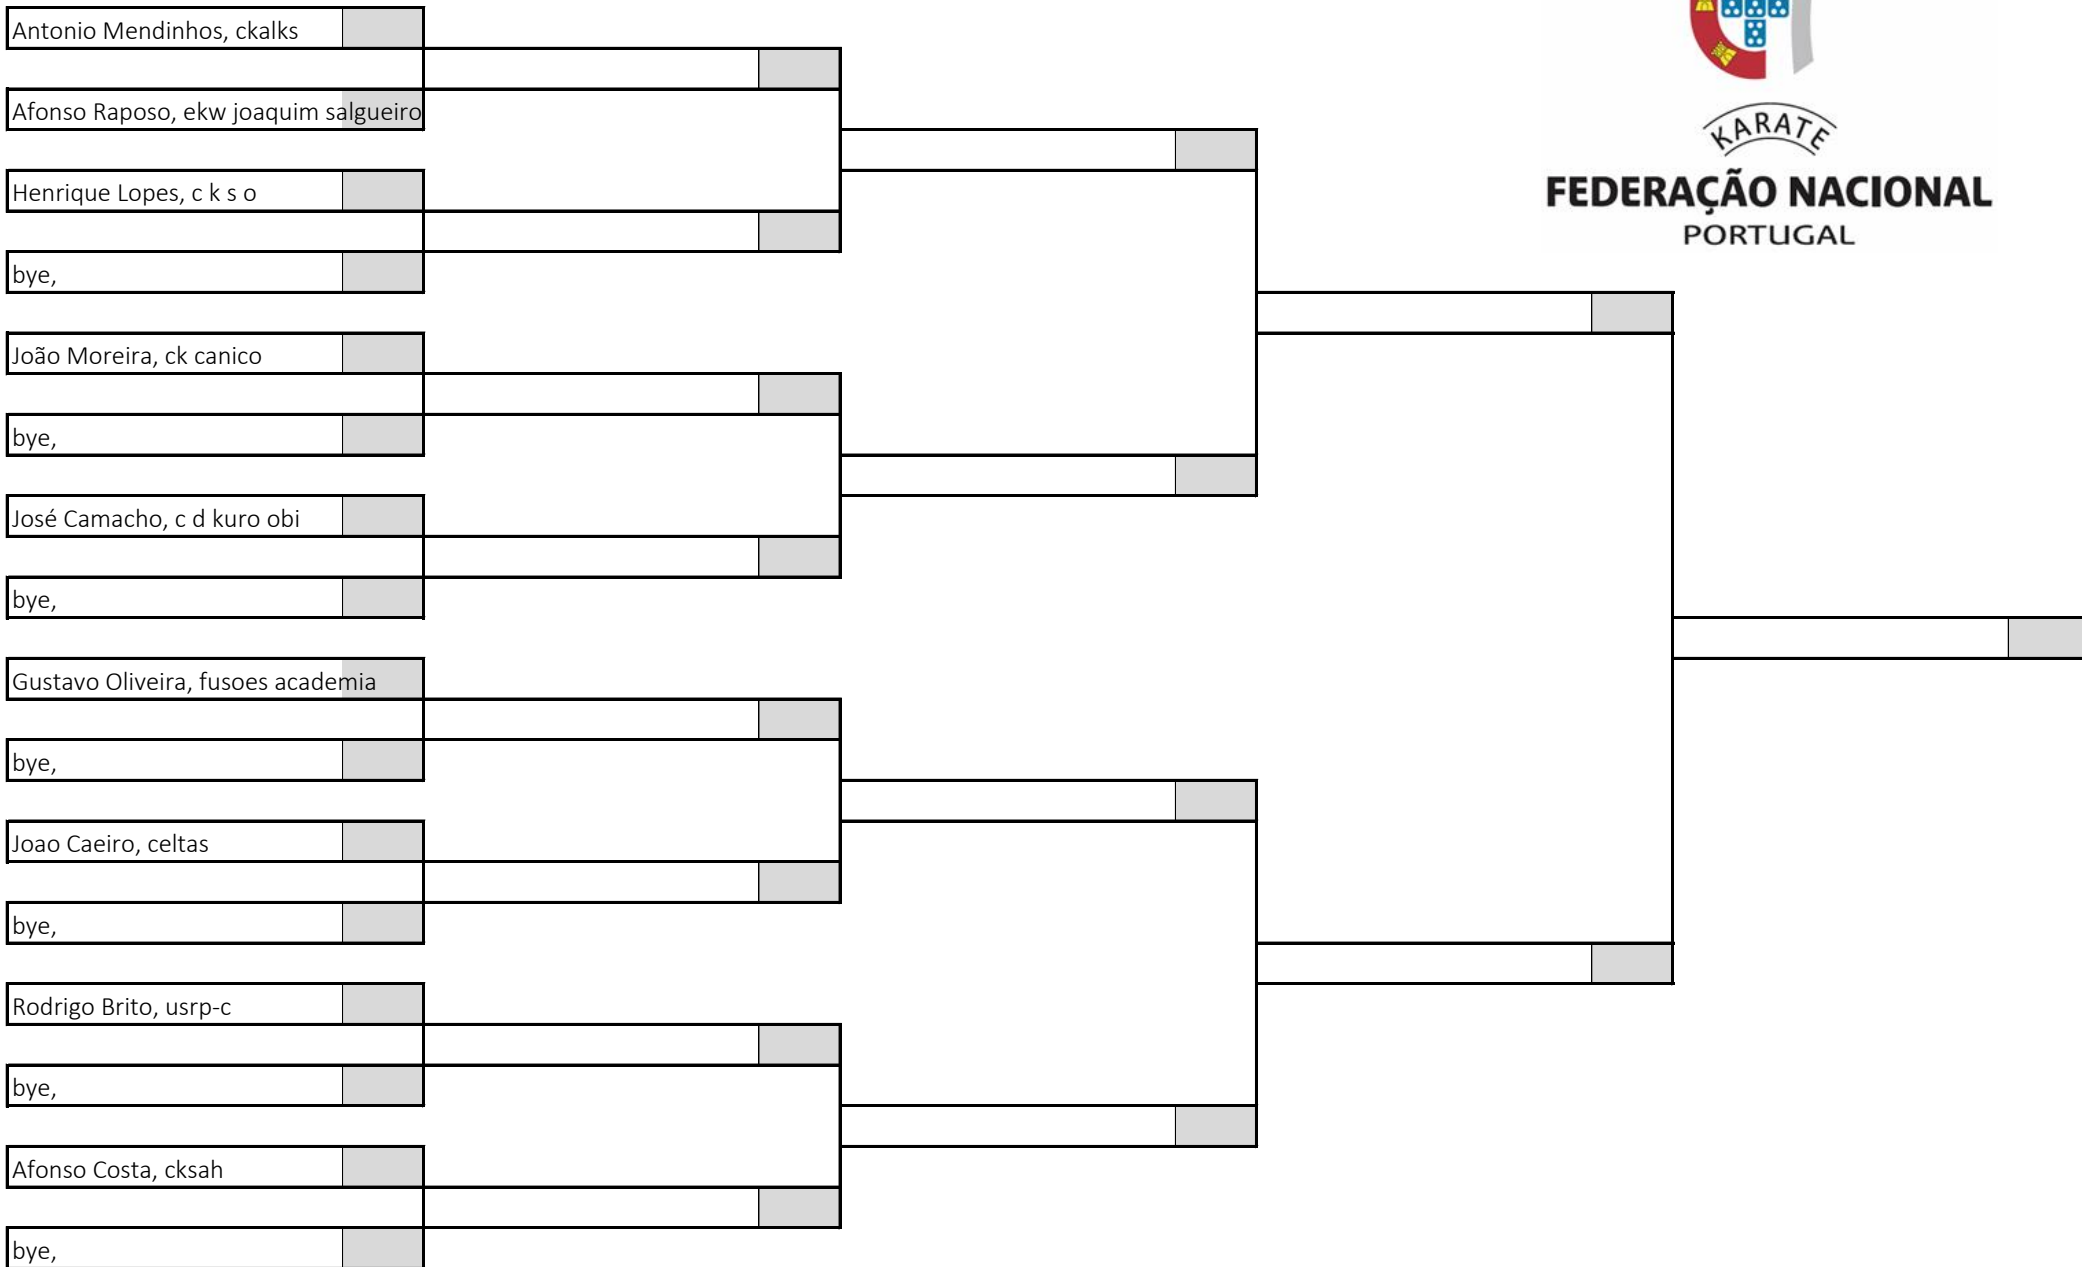 Antonio Mendinhos, ckalks
Afonso Raposo, ekw joaquim salgueiro
KARATE
FEDERAÇÃO NACIONAL
PORTUGAL
Henrique Lopes, c k s o
bye,
João Moreira, ck canico
bye,
José Camacho, c d kuro obi
bye,
Gustavo Oliveira, fusoes academia
bye,
Joao Caeiro, celtas
bye,
Rodrigo Brito, usrp-c
bye,
Afonso Costa, cksah
bye,